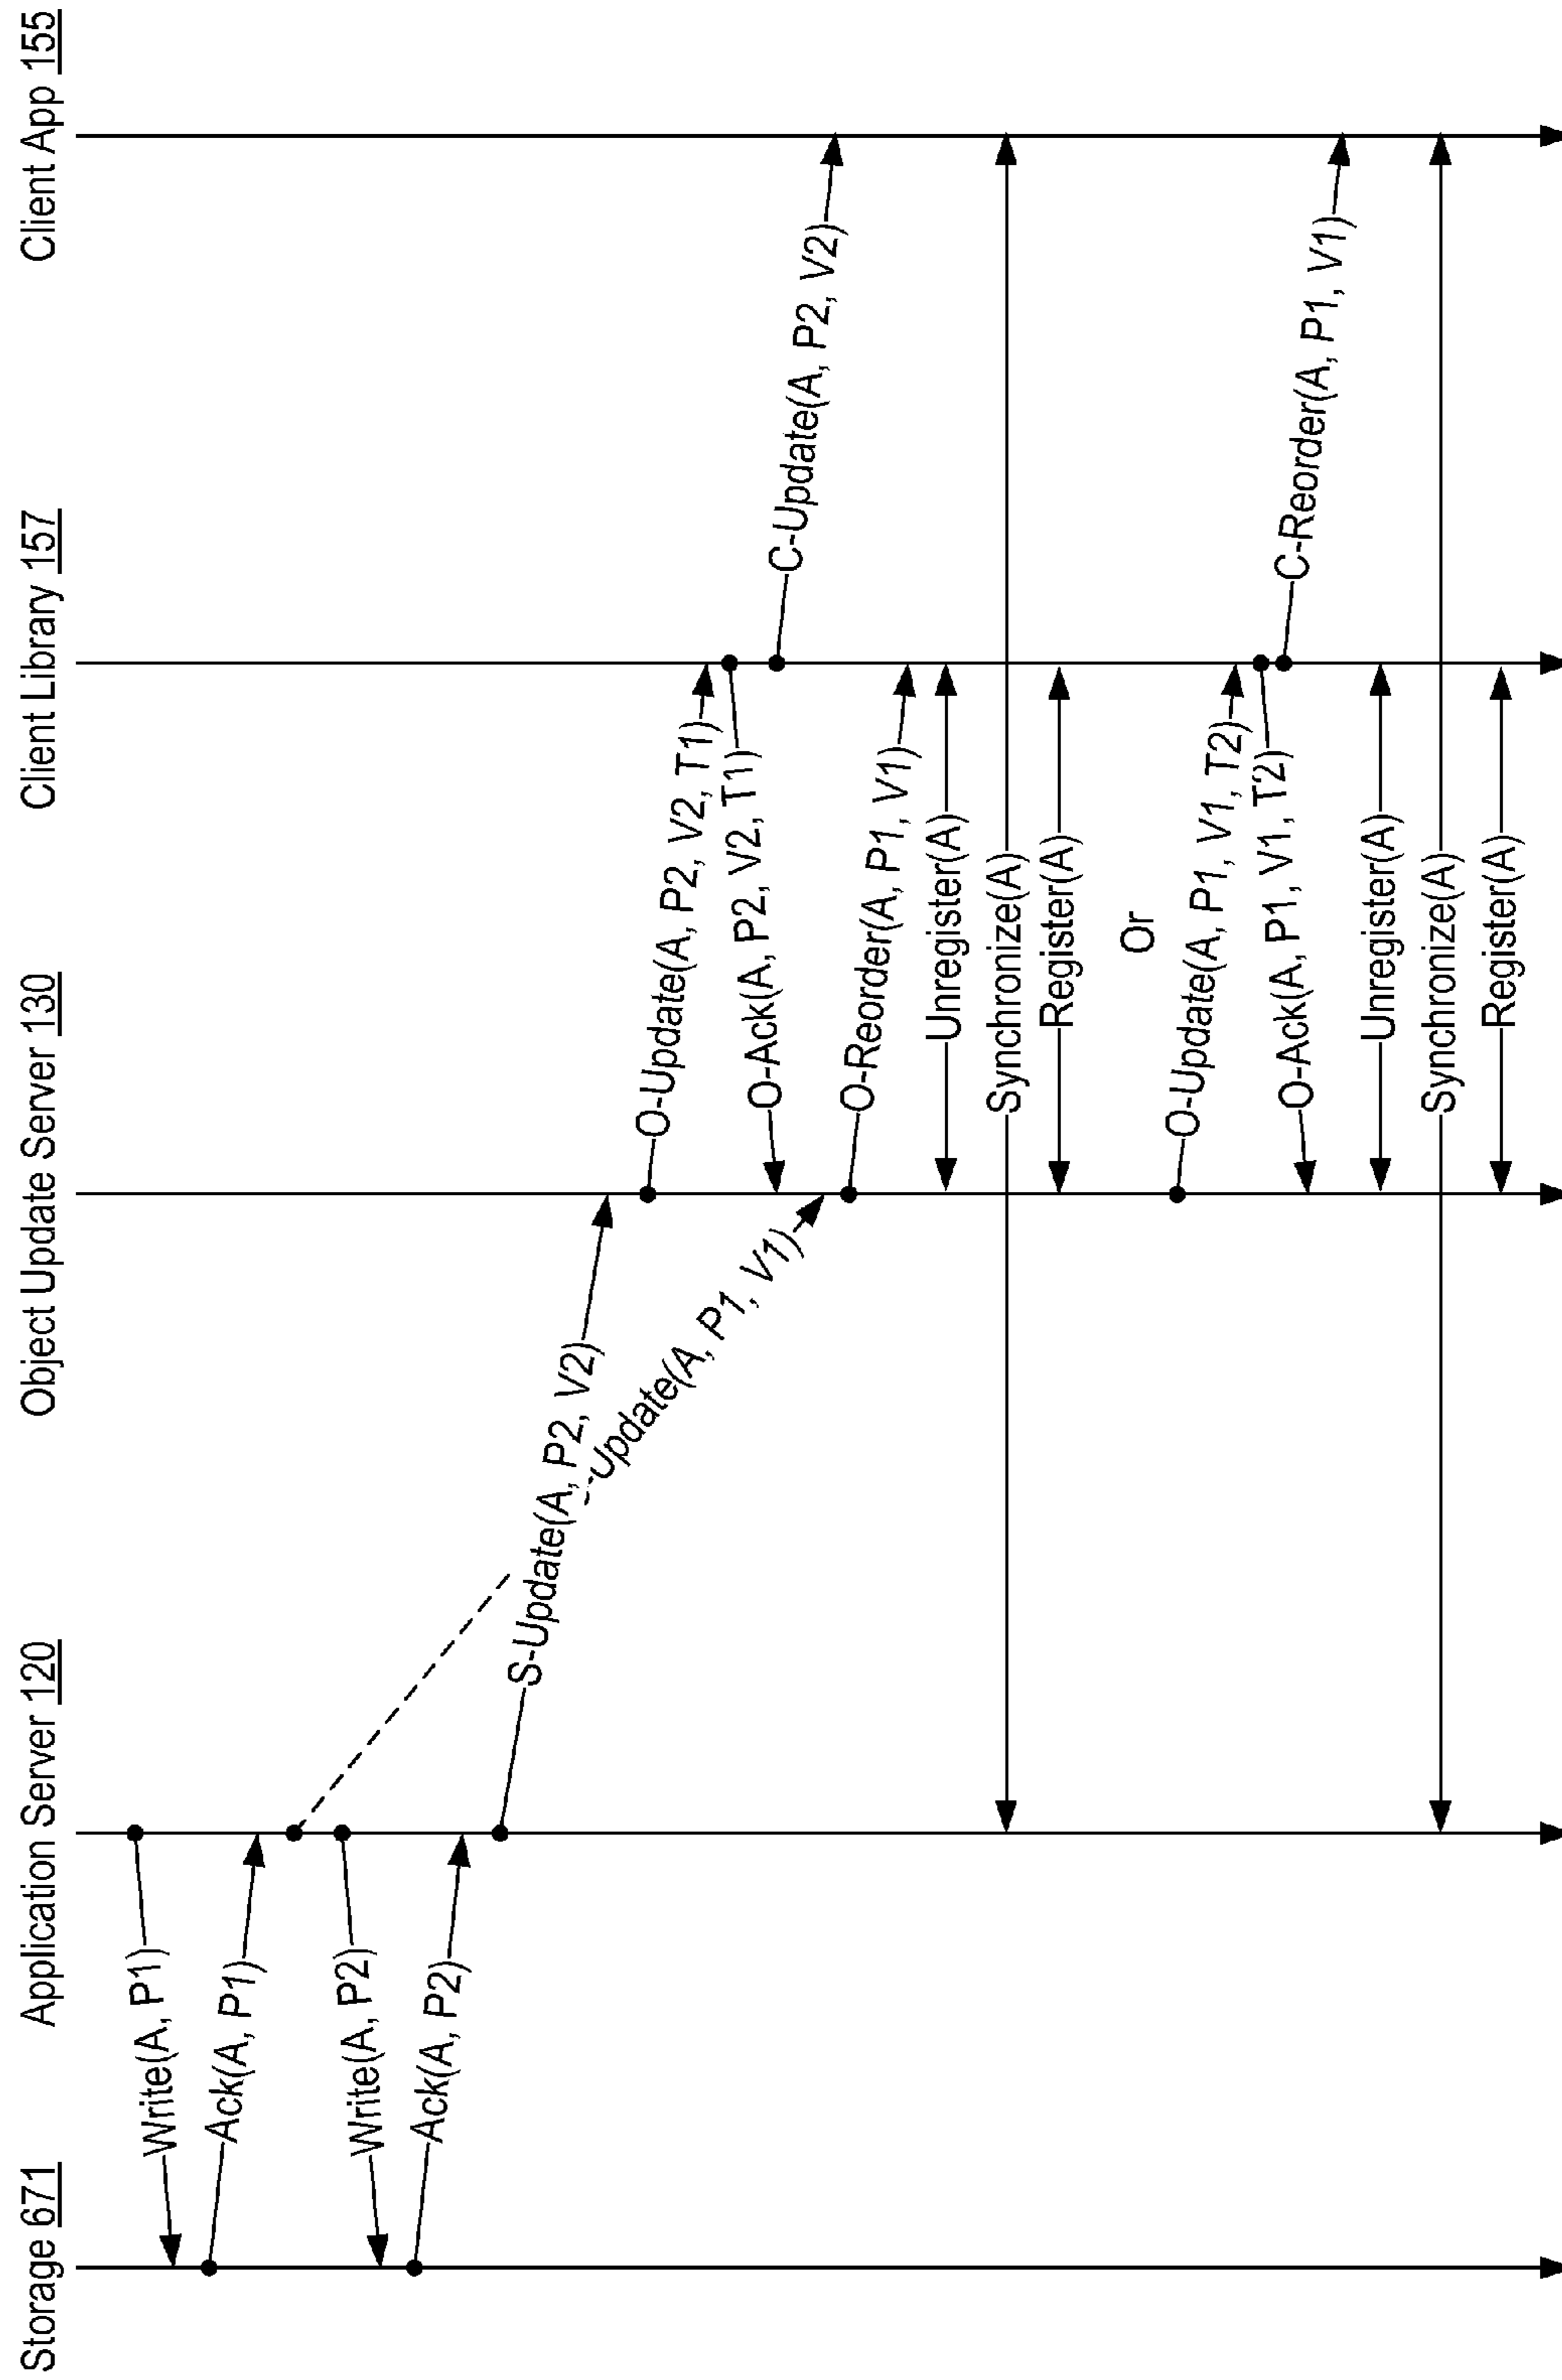 Storage 671
Application Server 120
Object Update Server 130
Client Library 157
Client App 155
Write(A, P1)
Ack(A, P1)
Write(A, P2)
Ack(A, P2)
S-Update(A, P2, V2)
-Update(A, P1, V1)
O-Update(A, P2, V2, T1)
O-Ack(A, P2, V2, T1)
C-Update(A, P2, V2)
O-Reorder(A, P1, V1)
Unregister(A)
Synchronize(A)
Register(A)
Or
O-Update(A, P1, V1, T2)
O-Ack(A, P1, V1, T2)
C-Reorder(A, P1, V1)
Unregister(A)
Synchronize(A)
Register(A)